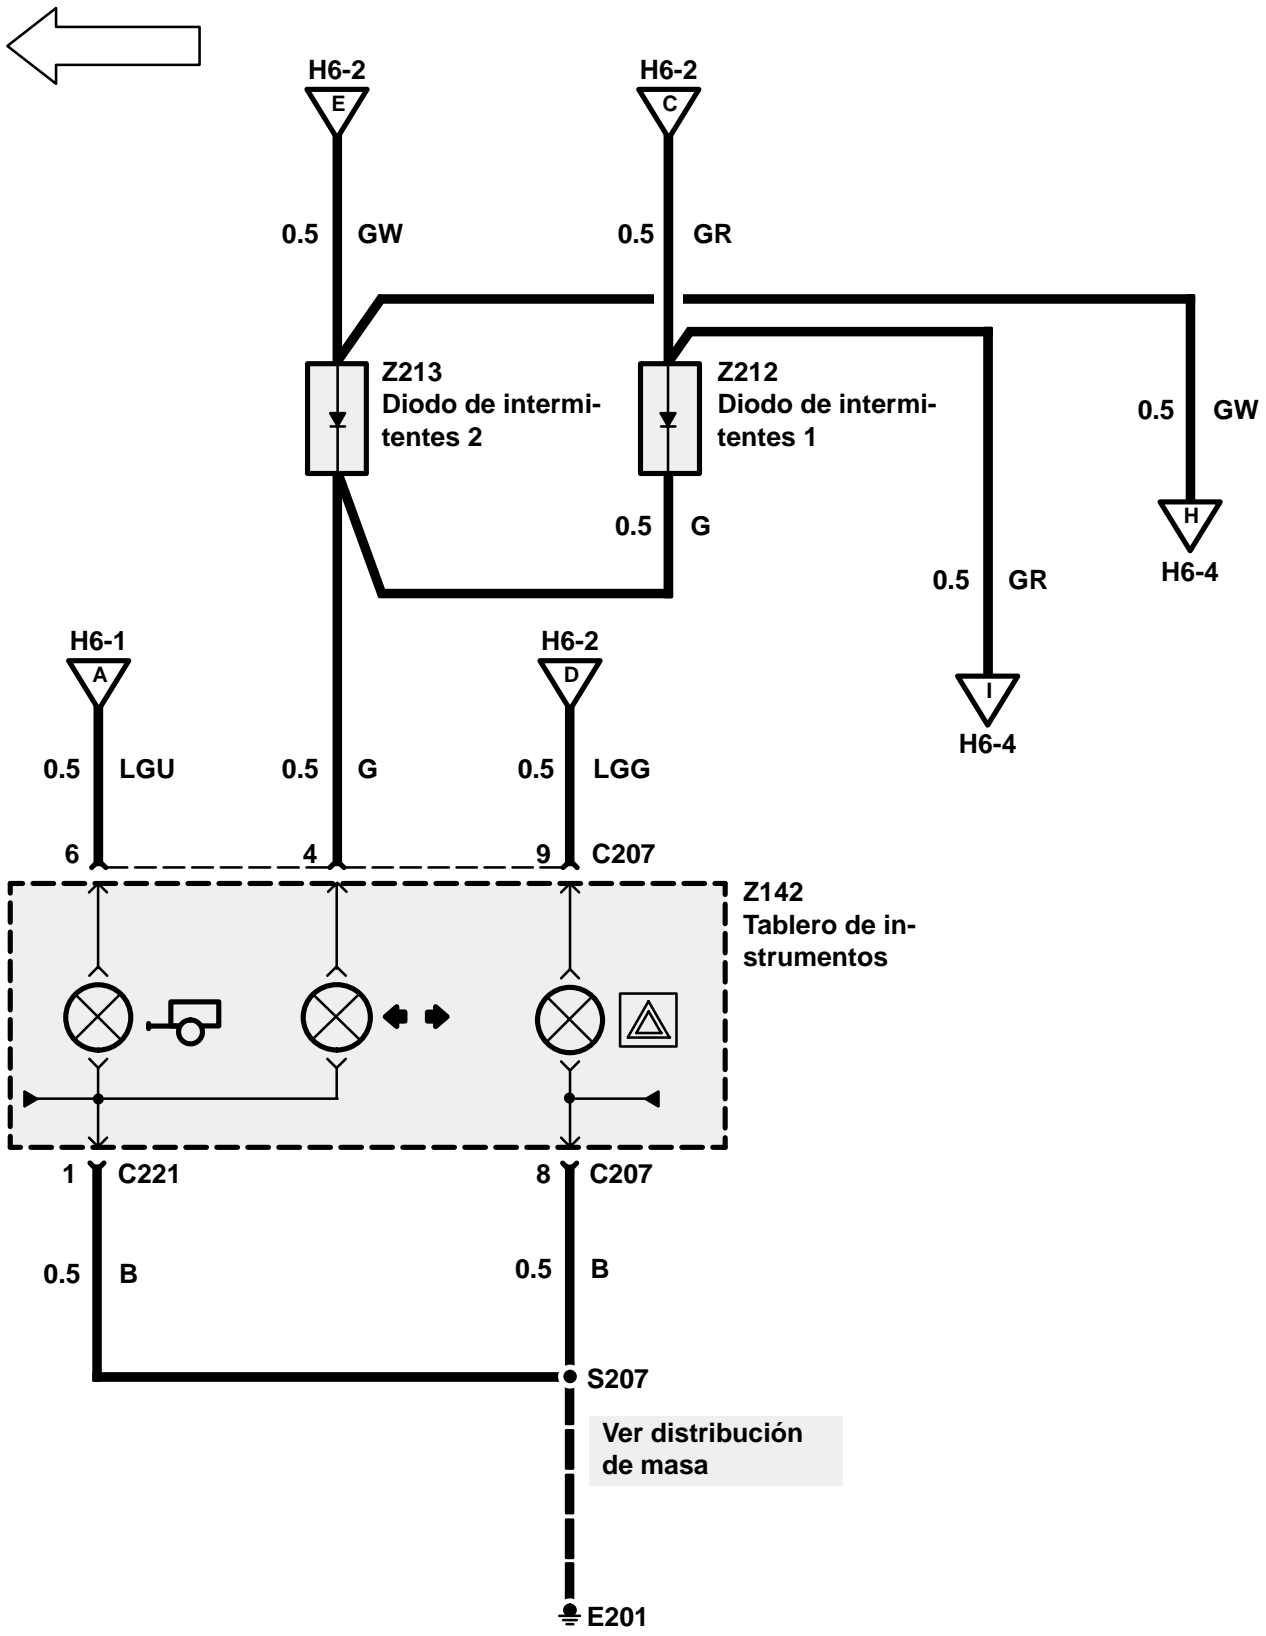 H6-2
H6-2
E
C
0.5 GW
0.5 GR
Z213
Diodo de intermi-
tentes 2
Z212
Diodo de intermi-
tentes 1
0.5 GW
0.5 G
H
H6-4
0.5 GR
H6-1
H6-2
A
D
I
H6-4
0.5 LGU
0.5 G
0.5 LGG
6
4
9 C207
Z142
Tablero de in-
strumentos
1 C221
8 C207
0.5 B
0.5 B
S207
Ver distribución
de masa
E201